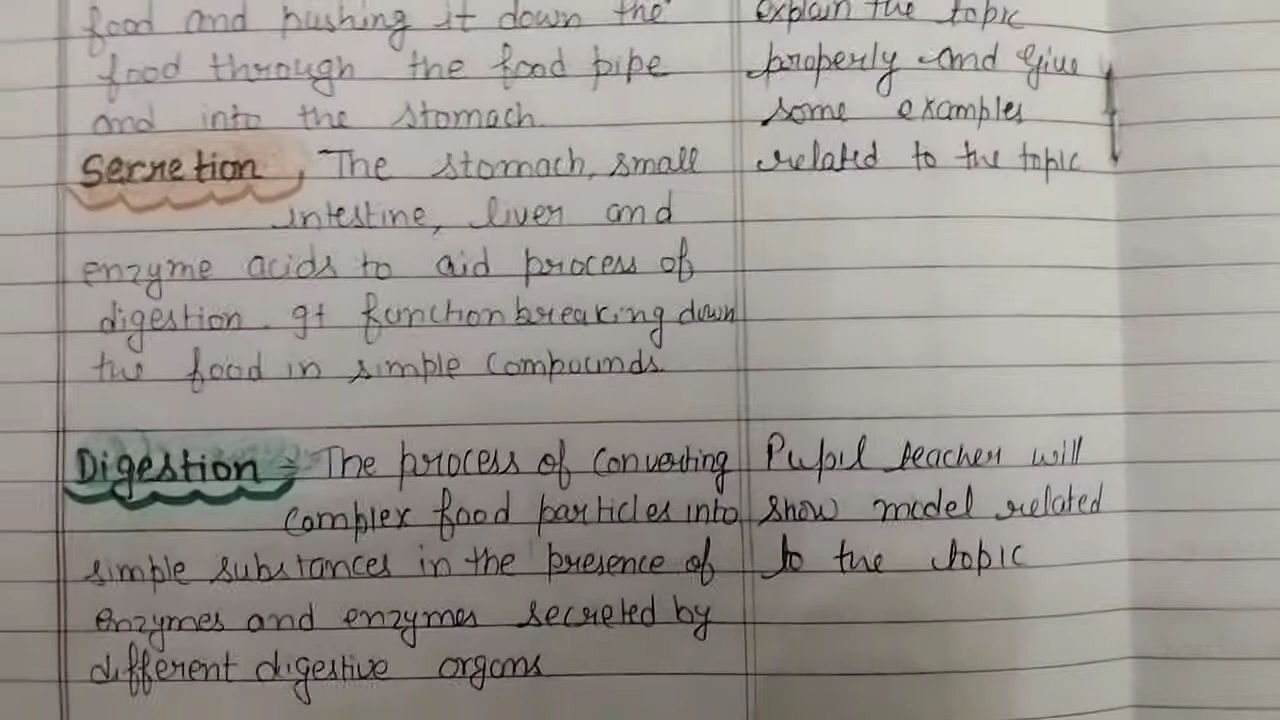 food and pushing it down the
food through the food pipe
and into the stomach.
Secretion, The stomach, small
intestine, liver and
enzyme acids to aid process of
digestion. It function breaking down
the food in simple compounds.
Digestion :- The process of converting
complex food particles into
simple substances in the presence of
enzymes and enzymes secreted by
different digestive organs
explain the topic
properly and give
some examples
related to the topic
Pupil teacher will
show model related
to the topic